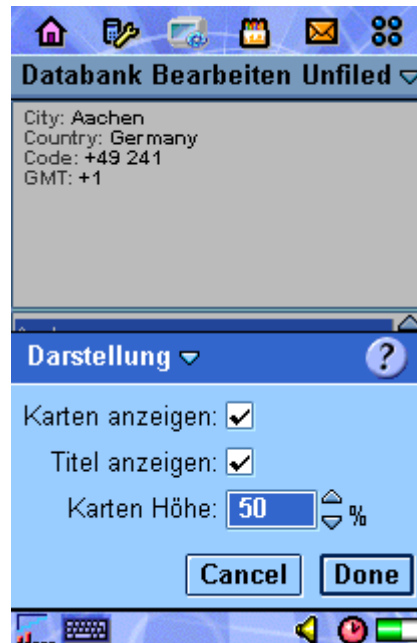 Databank Bearbeiten Unfiled
City: Aachen
Country: Germany
Code: +49 241
GMT: +1
Darstellung
?
Karten anzeigen:
Titel anzeigen:
Karten Höhe: 50 %
Cancel Done